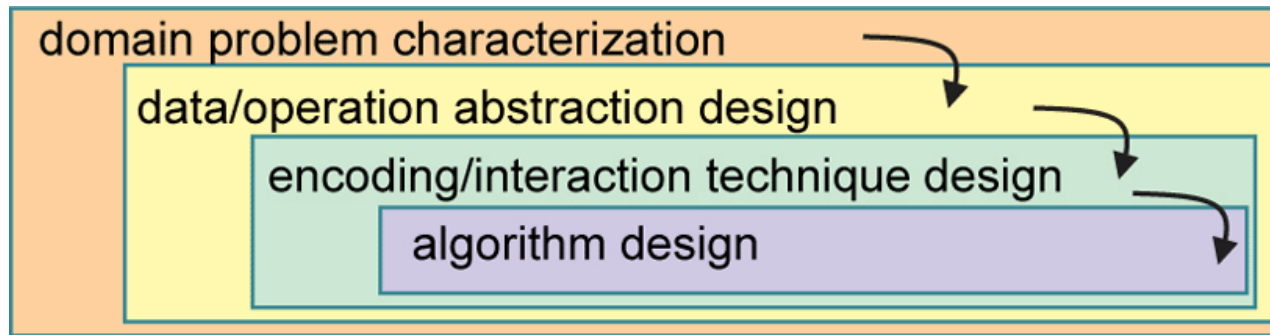 domain problem characterization
data/operation abstraction design
encoding/interaction technique design
algorithm design